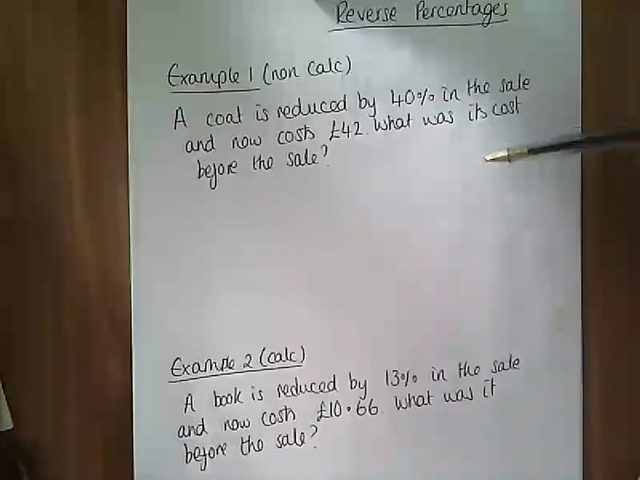 Reverse Percentages
Example 1 (non calc)
A coat is reduced by 40% in the sale
and now costs £42. What was its cost
before the sale?
Example 2 (calc)
A book is reduced by 13% in the sale
and now costs £10.66 what was it
before the sale?